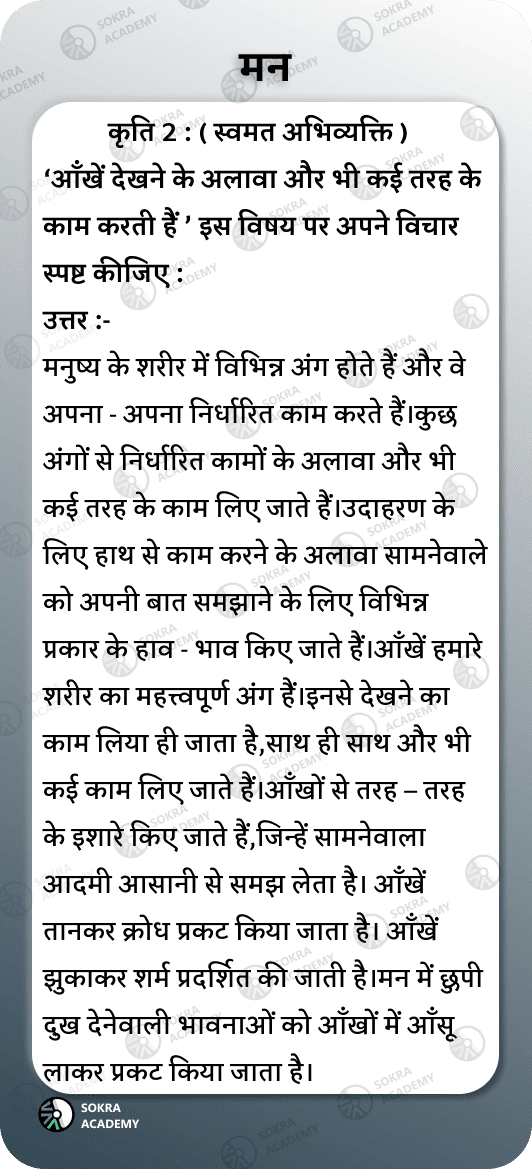 मन
कृति 2 : ( स्वमत अभिव्यक्ति )
‘आँखें देखने के अलावा और भी कई तरह के
काम करती हैं ’ इस विषय पर अपने विचार
स्पष्ट कीजिए :
उत्तर :-
मनुष्य के शरीर में विभिन्न अंग होते हैं और वे
अपना - अपना निर्धारित काम करते हैं।कुछ
अंगों से निर्धारित कामों के अलावा और भी
कई तरह के काम लिए जाते हैं।उदाहरण के
लिए हाथ से काम करने के अलावा सामनेवाले
को अपनी बात समझाने के लिए विभिन्न
प्रकार के हाव - भाव किए जाते हैं।आँखें हमारे
शरीर का महत्त्वपूर्ण अंग हैं।इनसे देखने का
काम लिया ही जाता है,साथ ही साथ और भी
कई काम लिए जाते हैं।आँखों से तरह – तरह
के इशारे किए जाते हैं,जिन्हें सामनेवाला
आदमी आसानी से समझ लेता है। आँखें
तानकर क्रोध प्रकट किया जाता है। आँखें
झुकाकर शर्म प्रदर्शित की जाती है।मन में छुपी
दुख देनेवाली भावनाओं को आँखों में आँसू
लाकर प्रकट किया जाता है।
SOKRA
ACADEMY